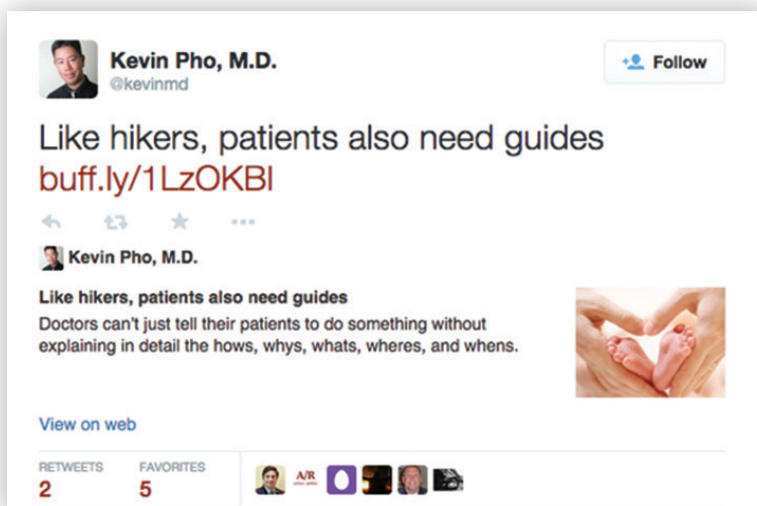 Kevin Pho, M.D.
@kevinmd
Follow
Like hikers, patients also need guides
buff.ly/1LzOKBI
Kevin Pho, M.D.
Like hikers, patients also need guides
Doctors can't just tell their patients to do something without
explaining in detail the hows, whys, whats, wheres, and whens.
View on web
RETWEETS FAVORITES
2 5
A/R